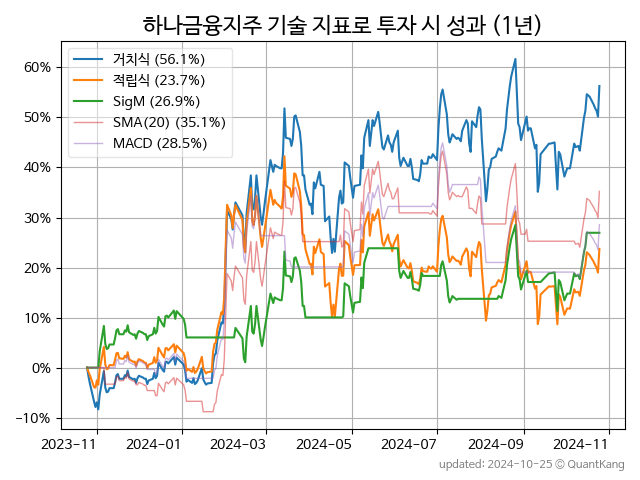 하나금융지주 기술 지표로 투자 시 성과 (1년)
거치식 (56.1%)
적립식 (23.7%)
SigM (26.9%)
SMA(20) (35.1%)
MACD (28.5%)
60%
50%
40%
30%
20%
10%
0%
−10%
2023-11
2024-01
2024-03
2024-05
2024-07
2024-09
2024-11
updated: 2024-10-25 © QuantKang